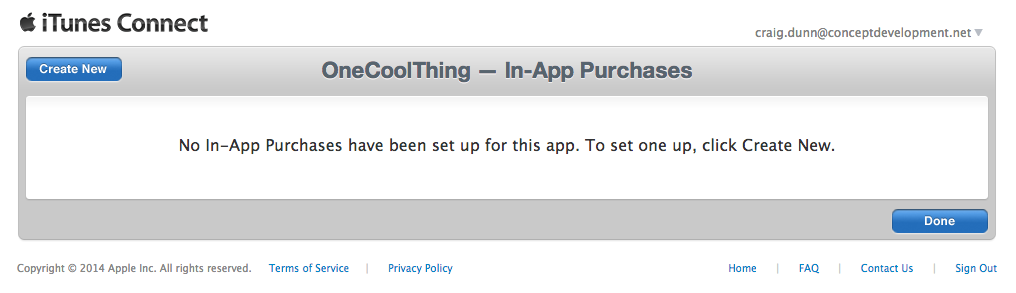 iTunes Connect
craig.dunn@conceptdevelopment.net
Create New
OneCoolThing — In-App Purchases
No In-App Purchases have been set up for this app. To set one up, click Create New.
Done
Copyright © 2014 Apple Inc. All rights reserved. Terms of Service | Privacy Policy Home | FAQ | Contact Us | Sign Out